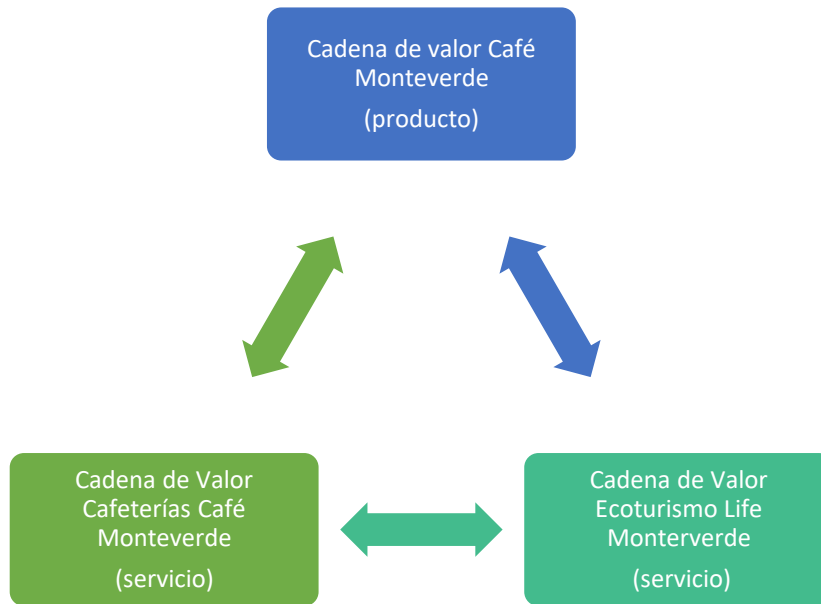 Cadena de valor Café
Monteverde
(producto)
Cadena de Valor
Cafeterías Café
Monteverde
(servicio)
Cadena de Valor
Ecoturismo Life
Monterverde
(servicio)